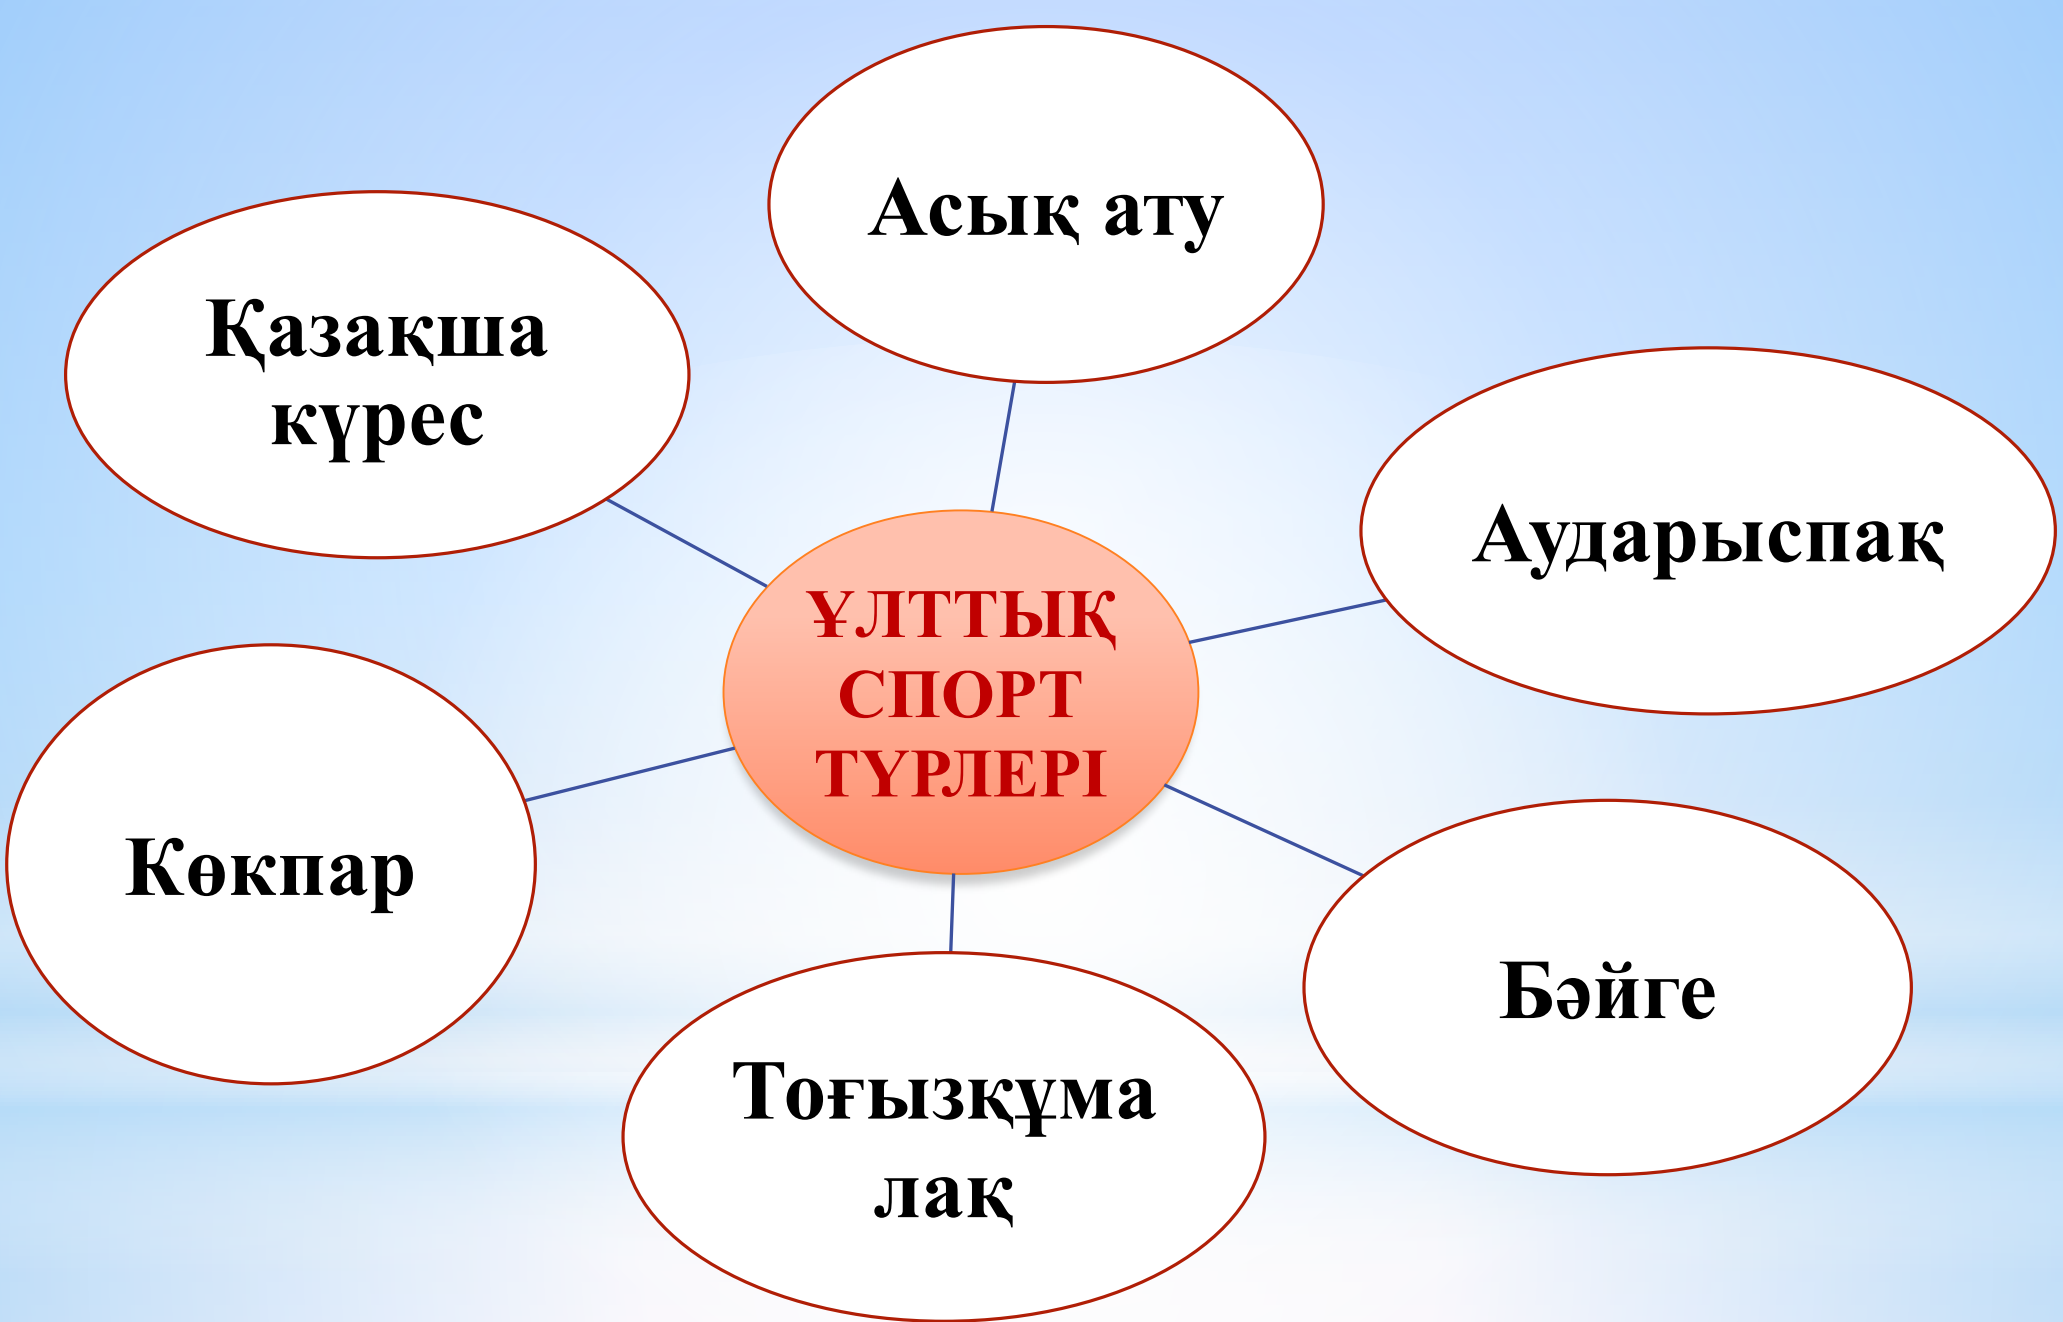 Асық ату
Қазақша
күрес
Аударыспақ
ҰЛТТЫҚ
СПОРТ
ТҮРЛЕРІ
Көкпар
Бәйге
Тоғызқұма
лақ